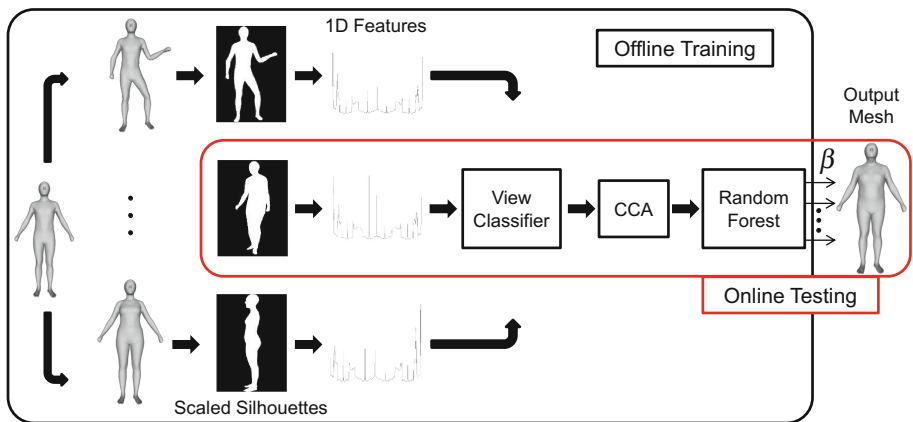 1D Features
Offline Training
Output
Mesh
β
View
Classifier
CCA
Random
Forest
Online Testing
Scaled Silhouettes